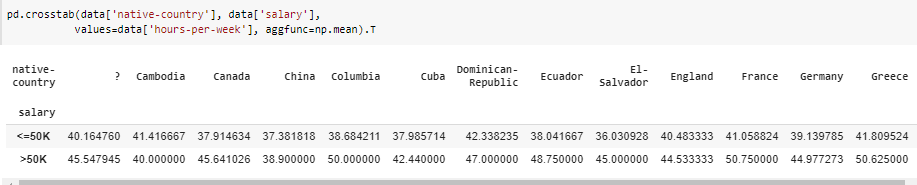 pd.crosstab(data['native-country'], data['salary'],
values=data['hours-per-week'], aggfunc=np.mean).T
native-country ? Cambodia Canada China Columbia Cuba Dominican-Republic Ecuador El-Salvador England France Germany Greece
salary
<=50K 40.164760 41.416667 37.914634 37.381818 38.684211 37.985714 42.338235 38.041667 36.030928 40.483333 41.058824 39.139785 41.809524
>50K 45.547945 40.000000 45.641026 38.900000 50.000000 42.440000 47.000000 48.750000 45.000000 44.533333 50.750000 44.977273 50.625000